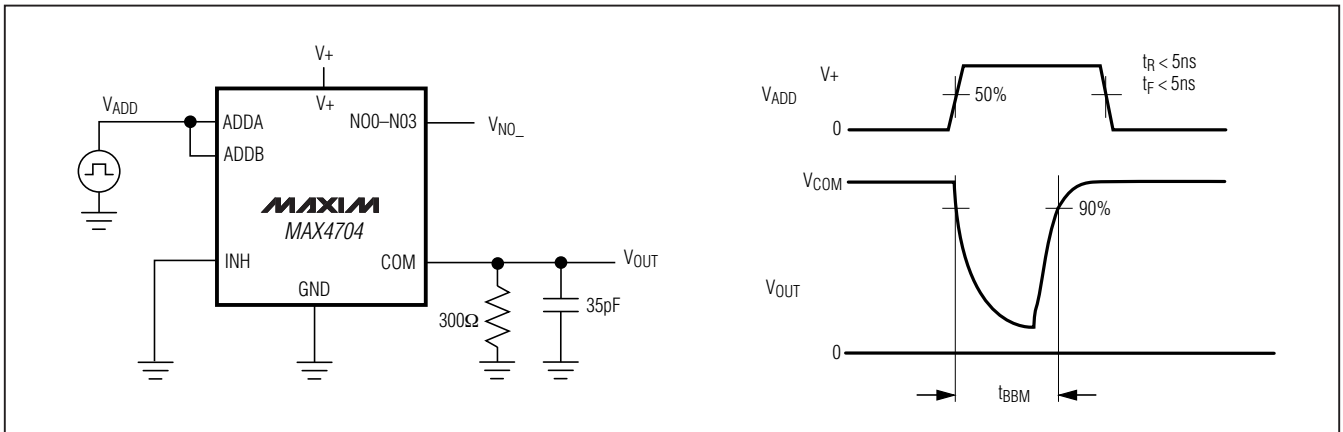 V+
V+
VADD
ADDA
NO0–N03
VNO_
ADDB
MAXIM
MAX4704
INH
COM
VOUT
GND
300Ω
35pF
V+
VADD
0
50%
tR < 5ns
tF < 5ns
VCOM
90%
VOUT
0
tBBM